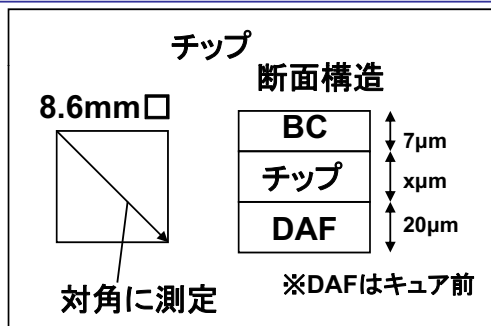 チップ
断面構造
8.6mm□
BC
7μm
チップ
xμm
DAF
20μm
対角に測定
※DAFはキュア前